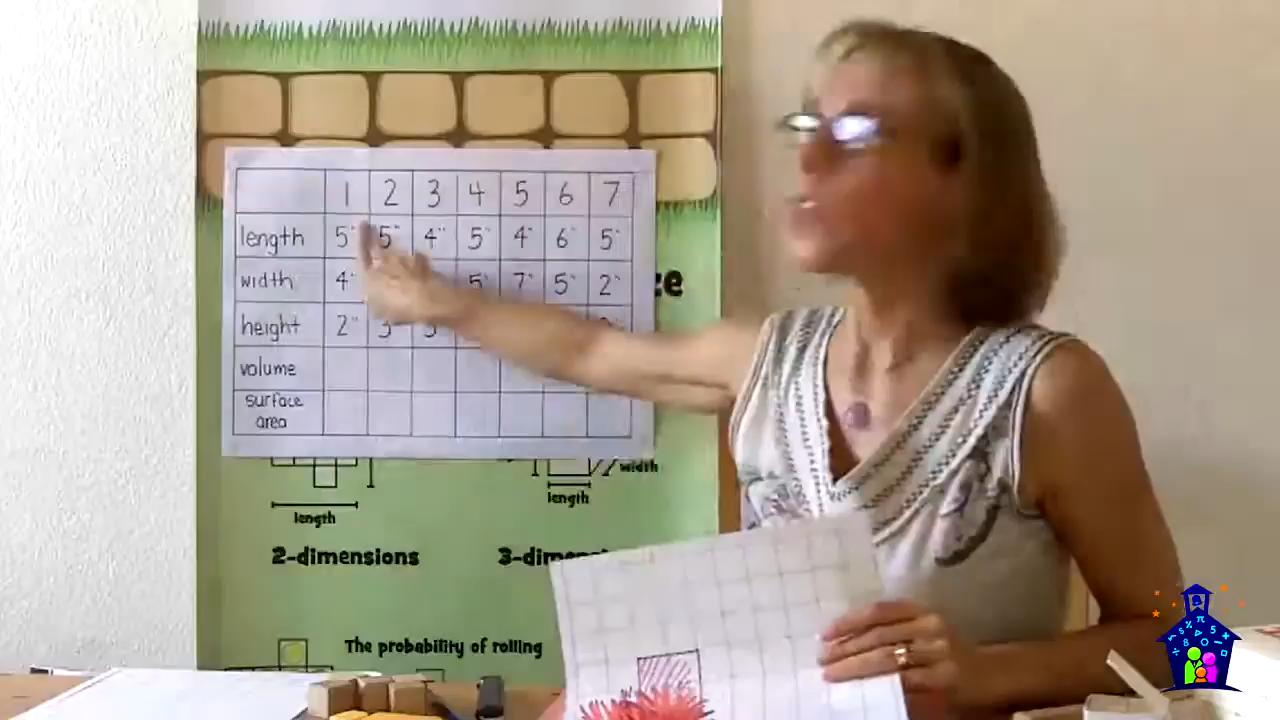 1 2 3 4 5 6 7
length 5" 5" 4" 5" 4" 6" 5"
width 4" 5" 7" 5" 2"
height 2" 3"
volume
surface
area
width
length
length
2-dimensions
The probability of rolling